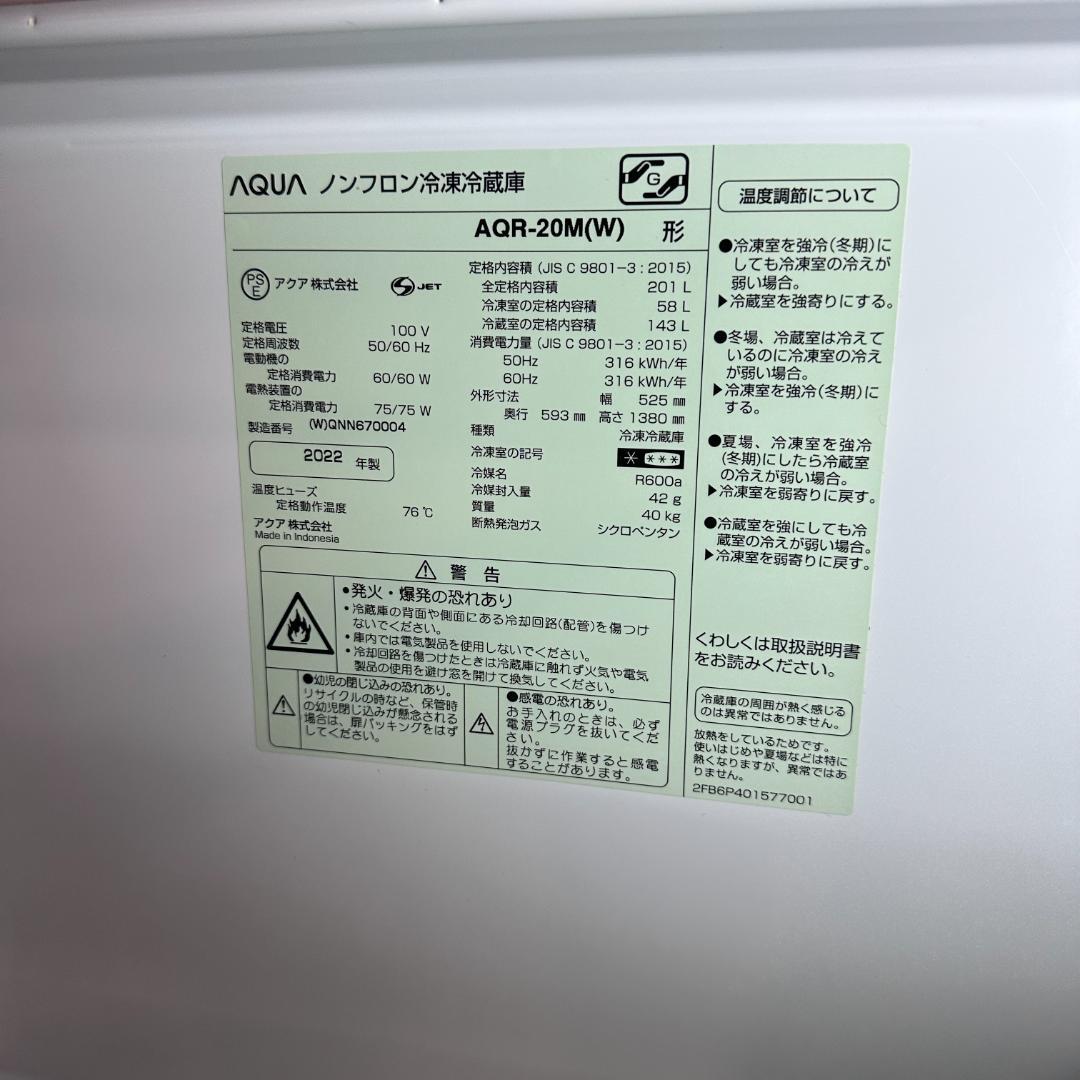 AQUA ノンフロン冷凍冷蔵庫
G
AQR-20M(W) 形
PS
E
アクア 株式会社
S JET
定格電圧 100 V
定格周波数 50/60 Hz
電動機の
定格消費電力 60/60 W
電熱装置の
定格消費電力 75/75 W
製造番号 (W)QNN670004
2022 年製
温度ヒューズ
定格動作温度 76 ℃
アクア 株式会社
Made in Indonesia
定格内容積 (JIS C 9801-3 : 2015)
全定格内容積 201 L
冷凍室の定格内容積 58 L
冷蔵室の定格内容積 143 L
消費電力量 (JIS C 9801-3 : 2015)
50Hz 316 kWh/年
60Hz 316 kWh/年
外形寸法 幅 525 ㎜
奥行 593 ㎜ 高さ 1380 ㎜
種類 冷凍冷蔵庫
冷凍室の記号 * ***
冷媒名 R600a
冷媒封入量 42 g
質量 40 kg
断熱発泡ガス シクロペンタン
警 告
●発火・爆発の恐れあり
・冷蔵庫の背面や側面にある冷却回路(配管)を傷つけ
ないでください。
・庫内では電気製品を使用しないでください。
・冷却回路を傷つけたときは冷蔵庫に触れず火気や電気
製品の使用を避け窓を開けて換気してください。
●幼児の閉じ込みの恐れあり。
リサイクルの時など、保管時
の幼児閉じ込みが懸念される
場合は、扉パッキングをはず
してください。
●感電の恐れあり。
お手入れのときは、必ず
電源プラグを抜いてくだ
さい。
抜かずに作業すると感電
することがあります。
温度調節について
●冷凍室を強冷(冬期)に
しても冷凍室の冷えが
弱い場合。
▶冷蔵室を強寄りにする。
●冬場、冷蔵室は冷えて
いるのに冷凍室の冷え
が弱い場合。
▶冷凍室を強冷(冬期)に
する。
●夏場、冷凍室を強冷
(冬期)にしたら冷蔵室
の冷えが弱い場合。
▶冷凍室を弱寄りに戻す。
●冷蔵室を強にしても冷
蔵室の冷えが弱い場合。
▶冷凍室を弱寄りに戻す。
くわしくは取扱説明書
をお読みください。
冷蔵庫の周囲が熱く感じる
のは異常ではありません。
放熱をしているためです。
使いはじめや夏場などは特に
熱くなりますが、異常ではあ
りません。
2FB6P401577001